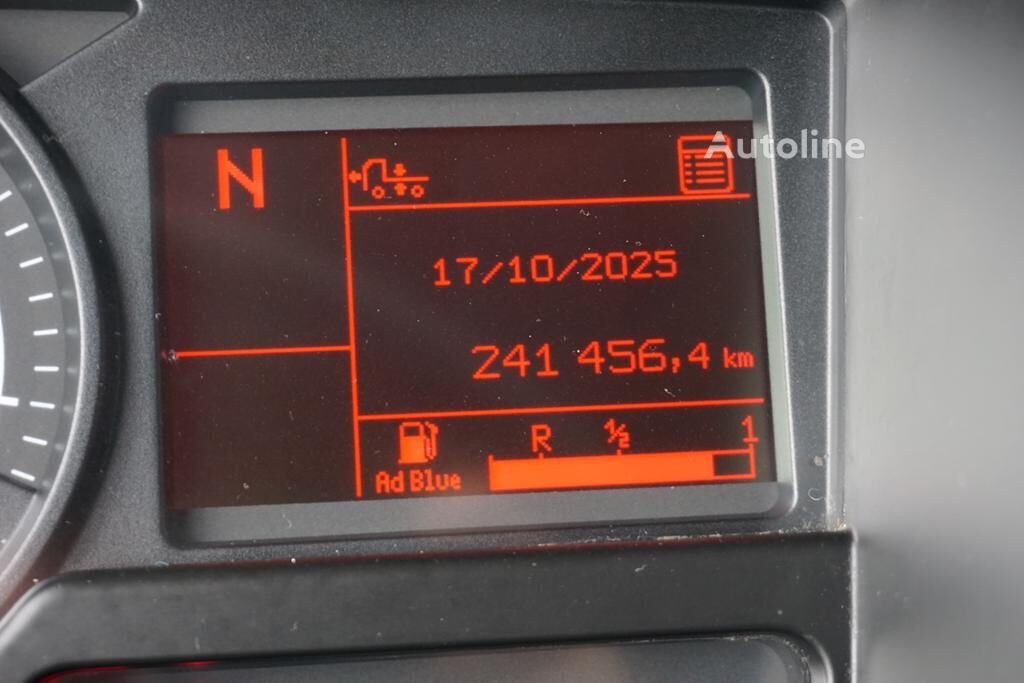 N
Autoline
17/10/2025
241 456,4 km
R ½ 1
Ad Blue